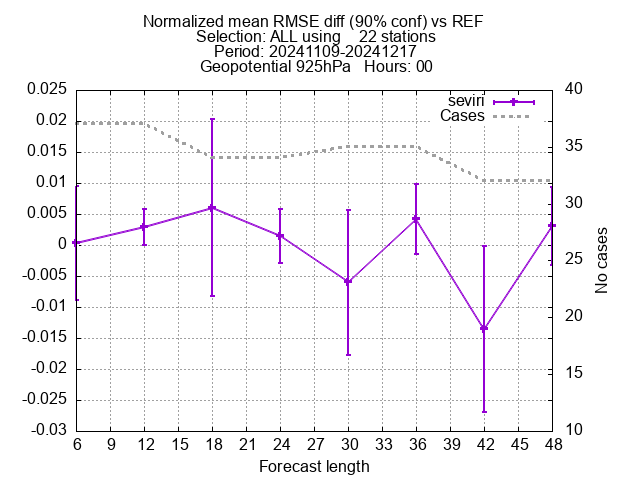 Normalized mean RMSE diff (90% conf) vs REF
Selection: ALL using    22 stations
Period: 20241109-20241217
Geopotential 925hPa   Hours: 00
seviri
Cases
0.025
0.02
0.015
0.01
0.005
0
-0.005
-0.01
-0.015
-0.02
-0.025
-0.03
40
35
30
25
20
15
10
No cases
6 9 12 15 18 21 24 27 30 33 36 39 42 45 48
Forecast length